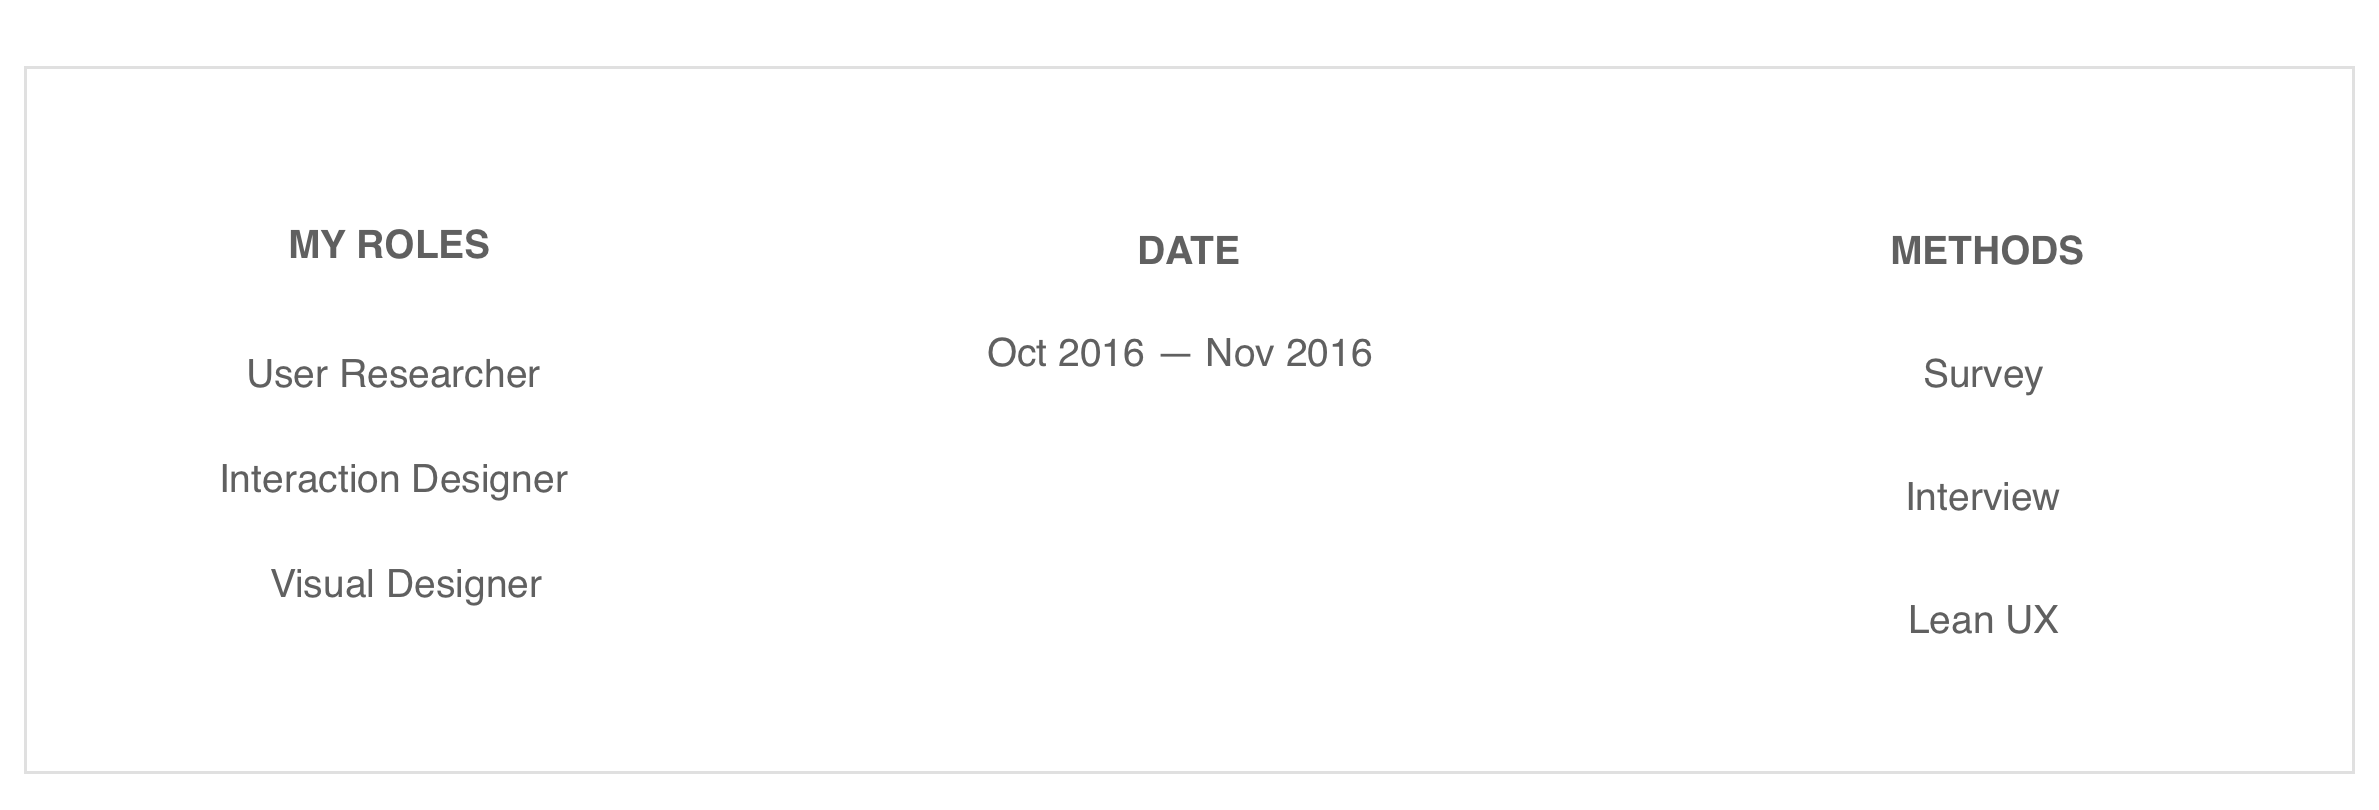 MY ROLES
User Researcher
Interaction Designer
Visual Designer
DATE
Oct 2016 — Nov 2016
METHODS
Survey
Interview
Lean UX